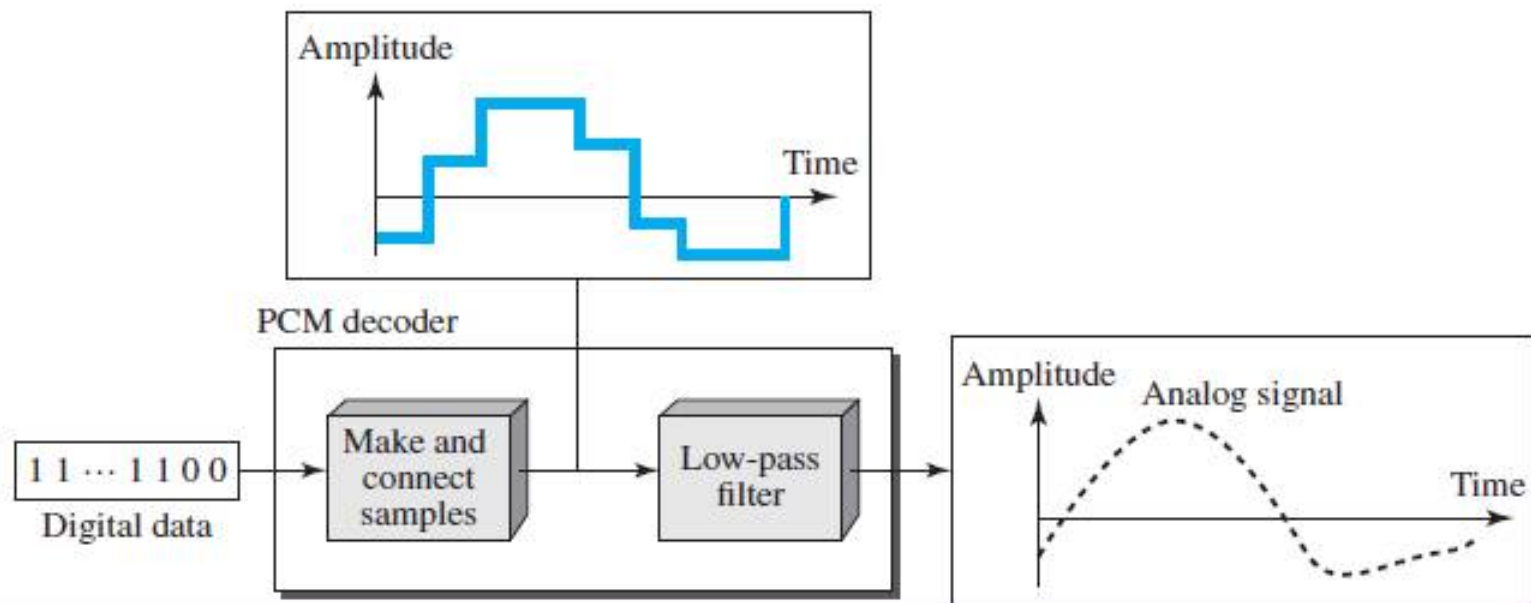 Amplitude
Time
PCM decoder
Make and
connect
samples
Low-pass
filter
1 1 ··· 1 1 0 0
Digital data
Amplitude
Analog signal
Time